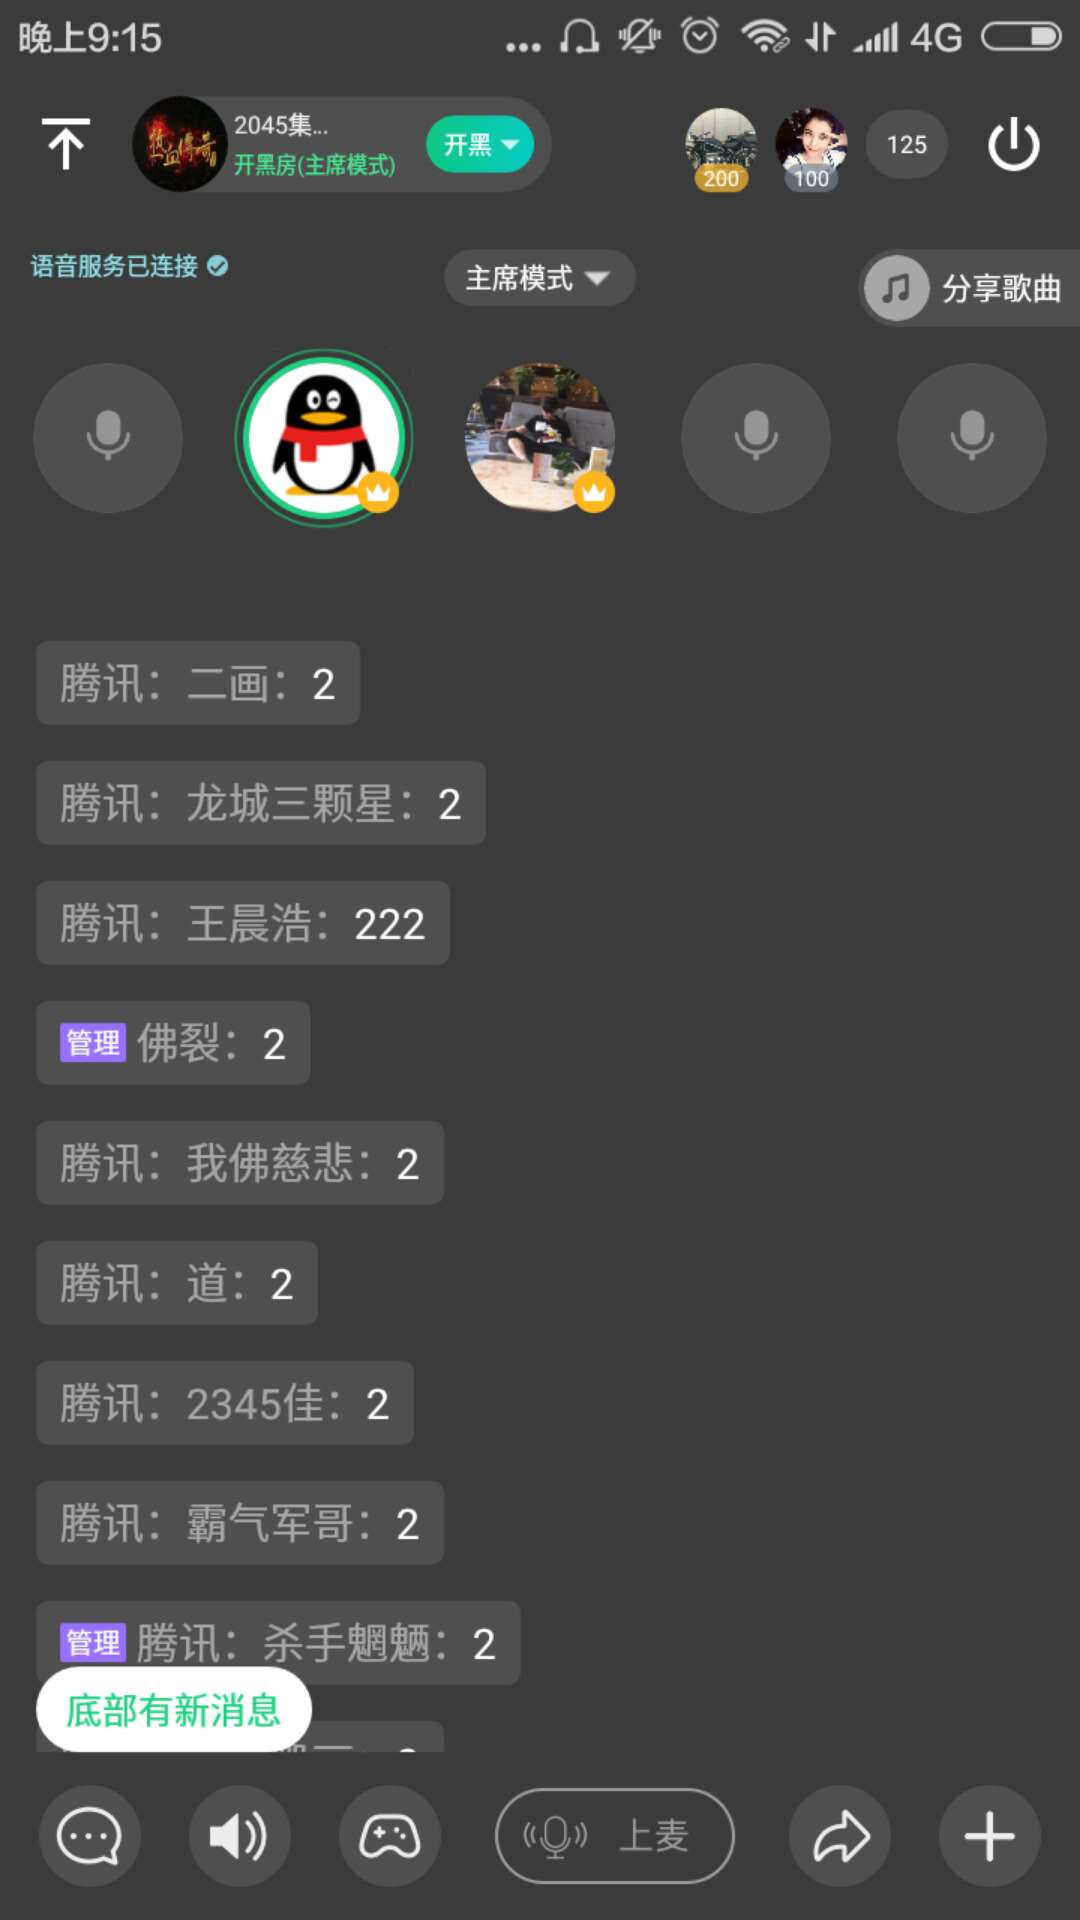 晚上9:15
4G
热血传奇
2045集...
开黑房(主席模式)
开黑
200
100
125
语音服务已连接
主席模式
分享歌曲
腾讯：二画：2
腾讯：龙城三颗星：2
腾讯：王晨浩：222
管理 佛裂：2
腾讯：我佛慈悲：2
腾讯：道：2
腾讯：2345佳：2
腾讯：霸气军哥：2
管理 腾讯：杀手魍魉：2
底部有新消息
上麦